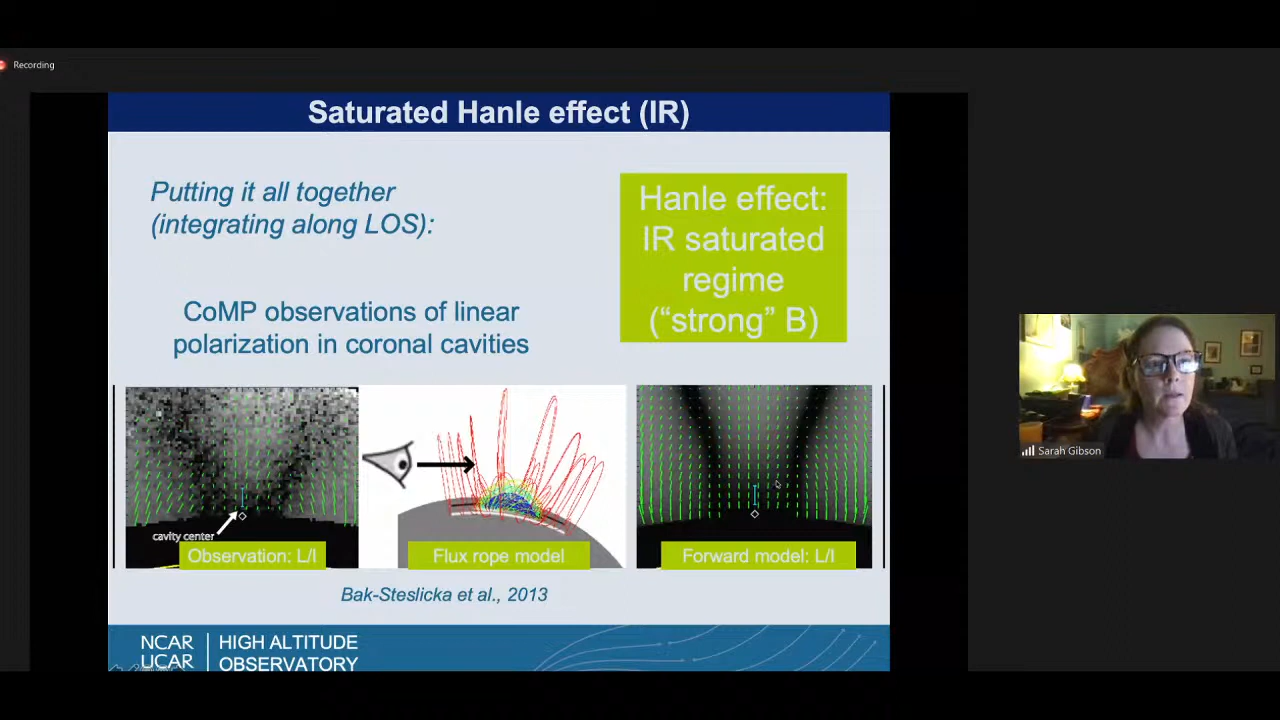 Recording
Saturated Hanle effect (IR)
Putting it all together
(integrating along LOS):
Hanle effect:
IR saturated
regime
(“strong” B)
CoMP observations of linear
polarization in coronal cavities
cavity center
Observation: L/I
Flux rope model
Forward model: L/I
Bak-Steslicka et al., 2013
NCAR
UCAR
HIGH ALTITUDE
OBSERVATORY
Sarah Gibson